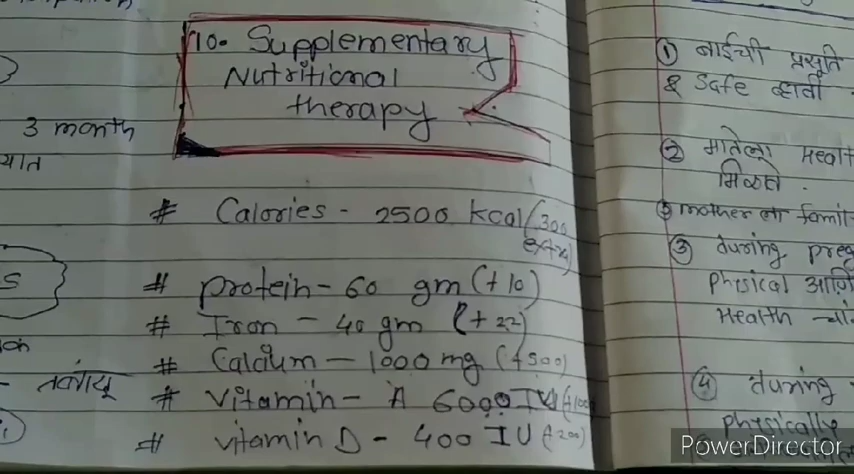 3 month
यात
10. Supplementary
Nutritional
therapy
# Calories - 2500 kcal (300
extra)
# protein - 60 gm (+10)
# Iron - 40 gm (+22)
# Calcium - 1000 mg (+500)
# Vitamin - A 6000 IU
# vitamin D - 400 IU (+200)
5
① बाईची प्रसूति
& Safe व्हावी
② मातेला Healt
मिळते.
③ mother ला famil
③ during preg
physical आणि
Health
④ during
physically
PowerDirector